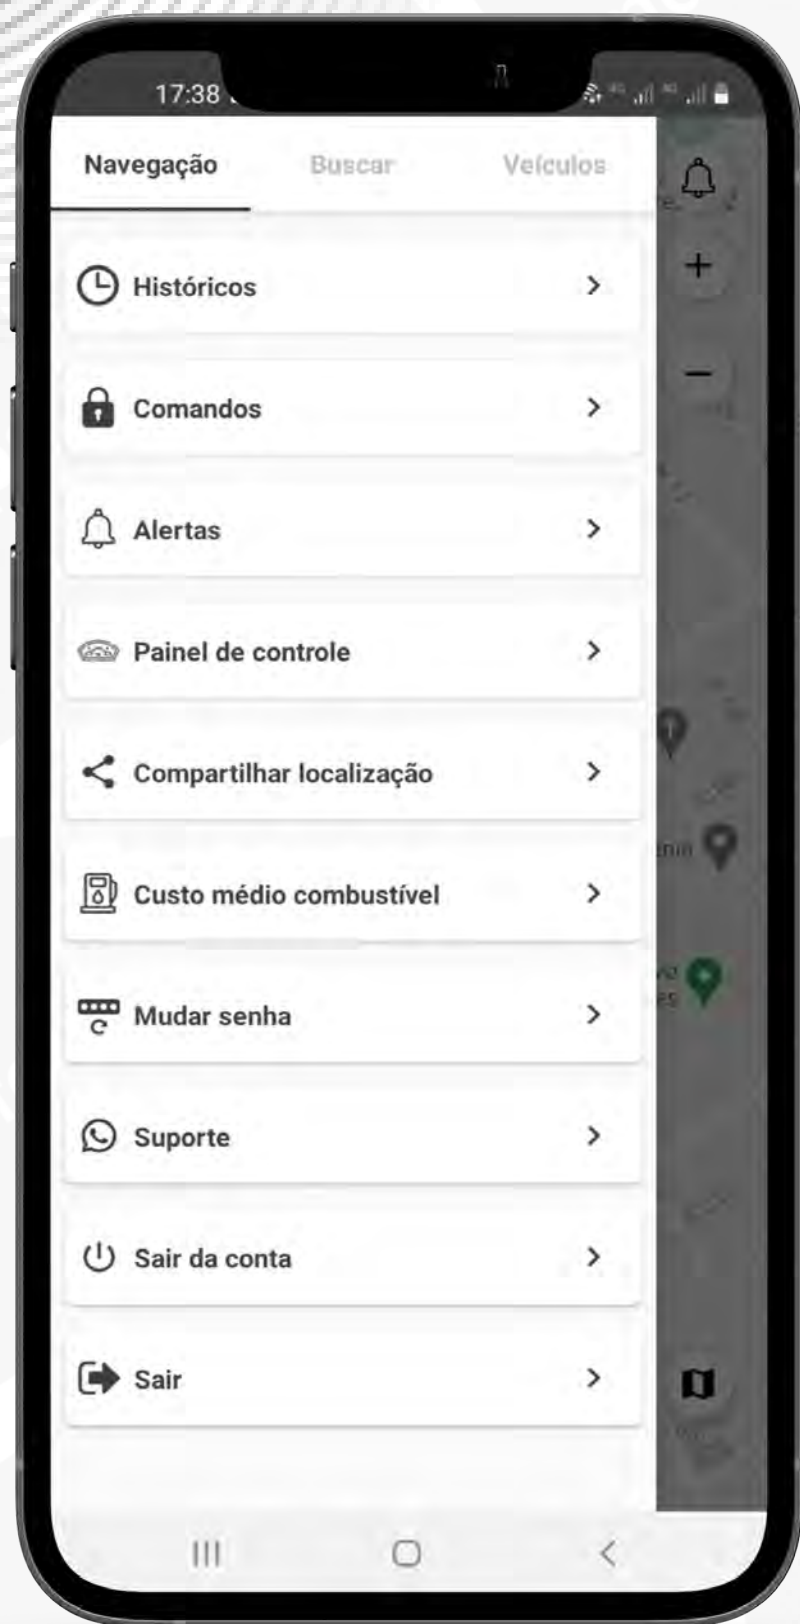 17:38
Navegação Buscar Veículos
Históricos
Comandos
Alertas
Painel de controle
Compartilhar localização
Custo médio combustível
Mudar senha
Suporte
Sair da conta
Sair